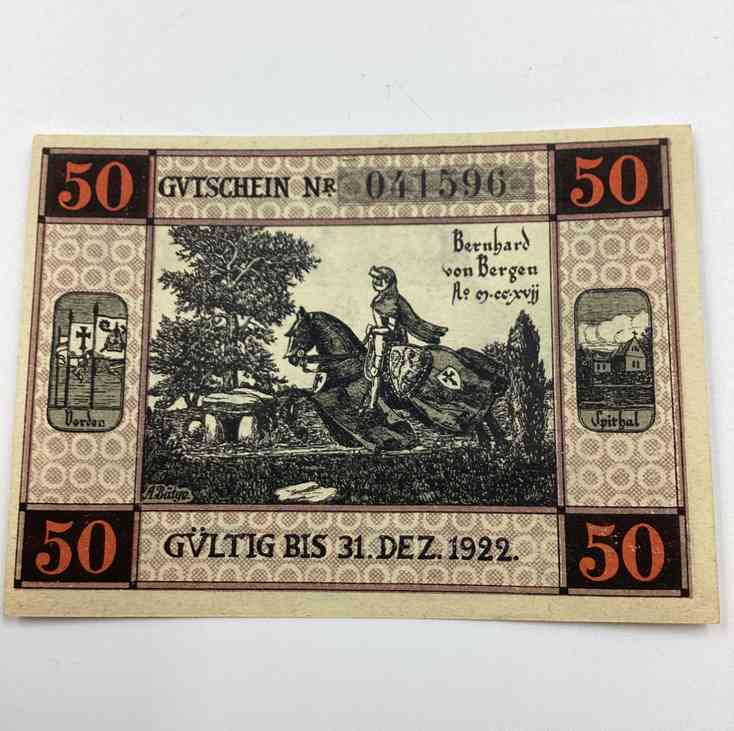 50 GVTSCHEIN NR. 041596 50
Bernhard
von Bergen
Aº m·cc·xvij
Verden
Spithal
A.Bätge
50 GÜLTIG BIS 31. DEZ. 1922. 50